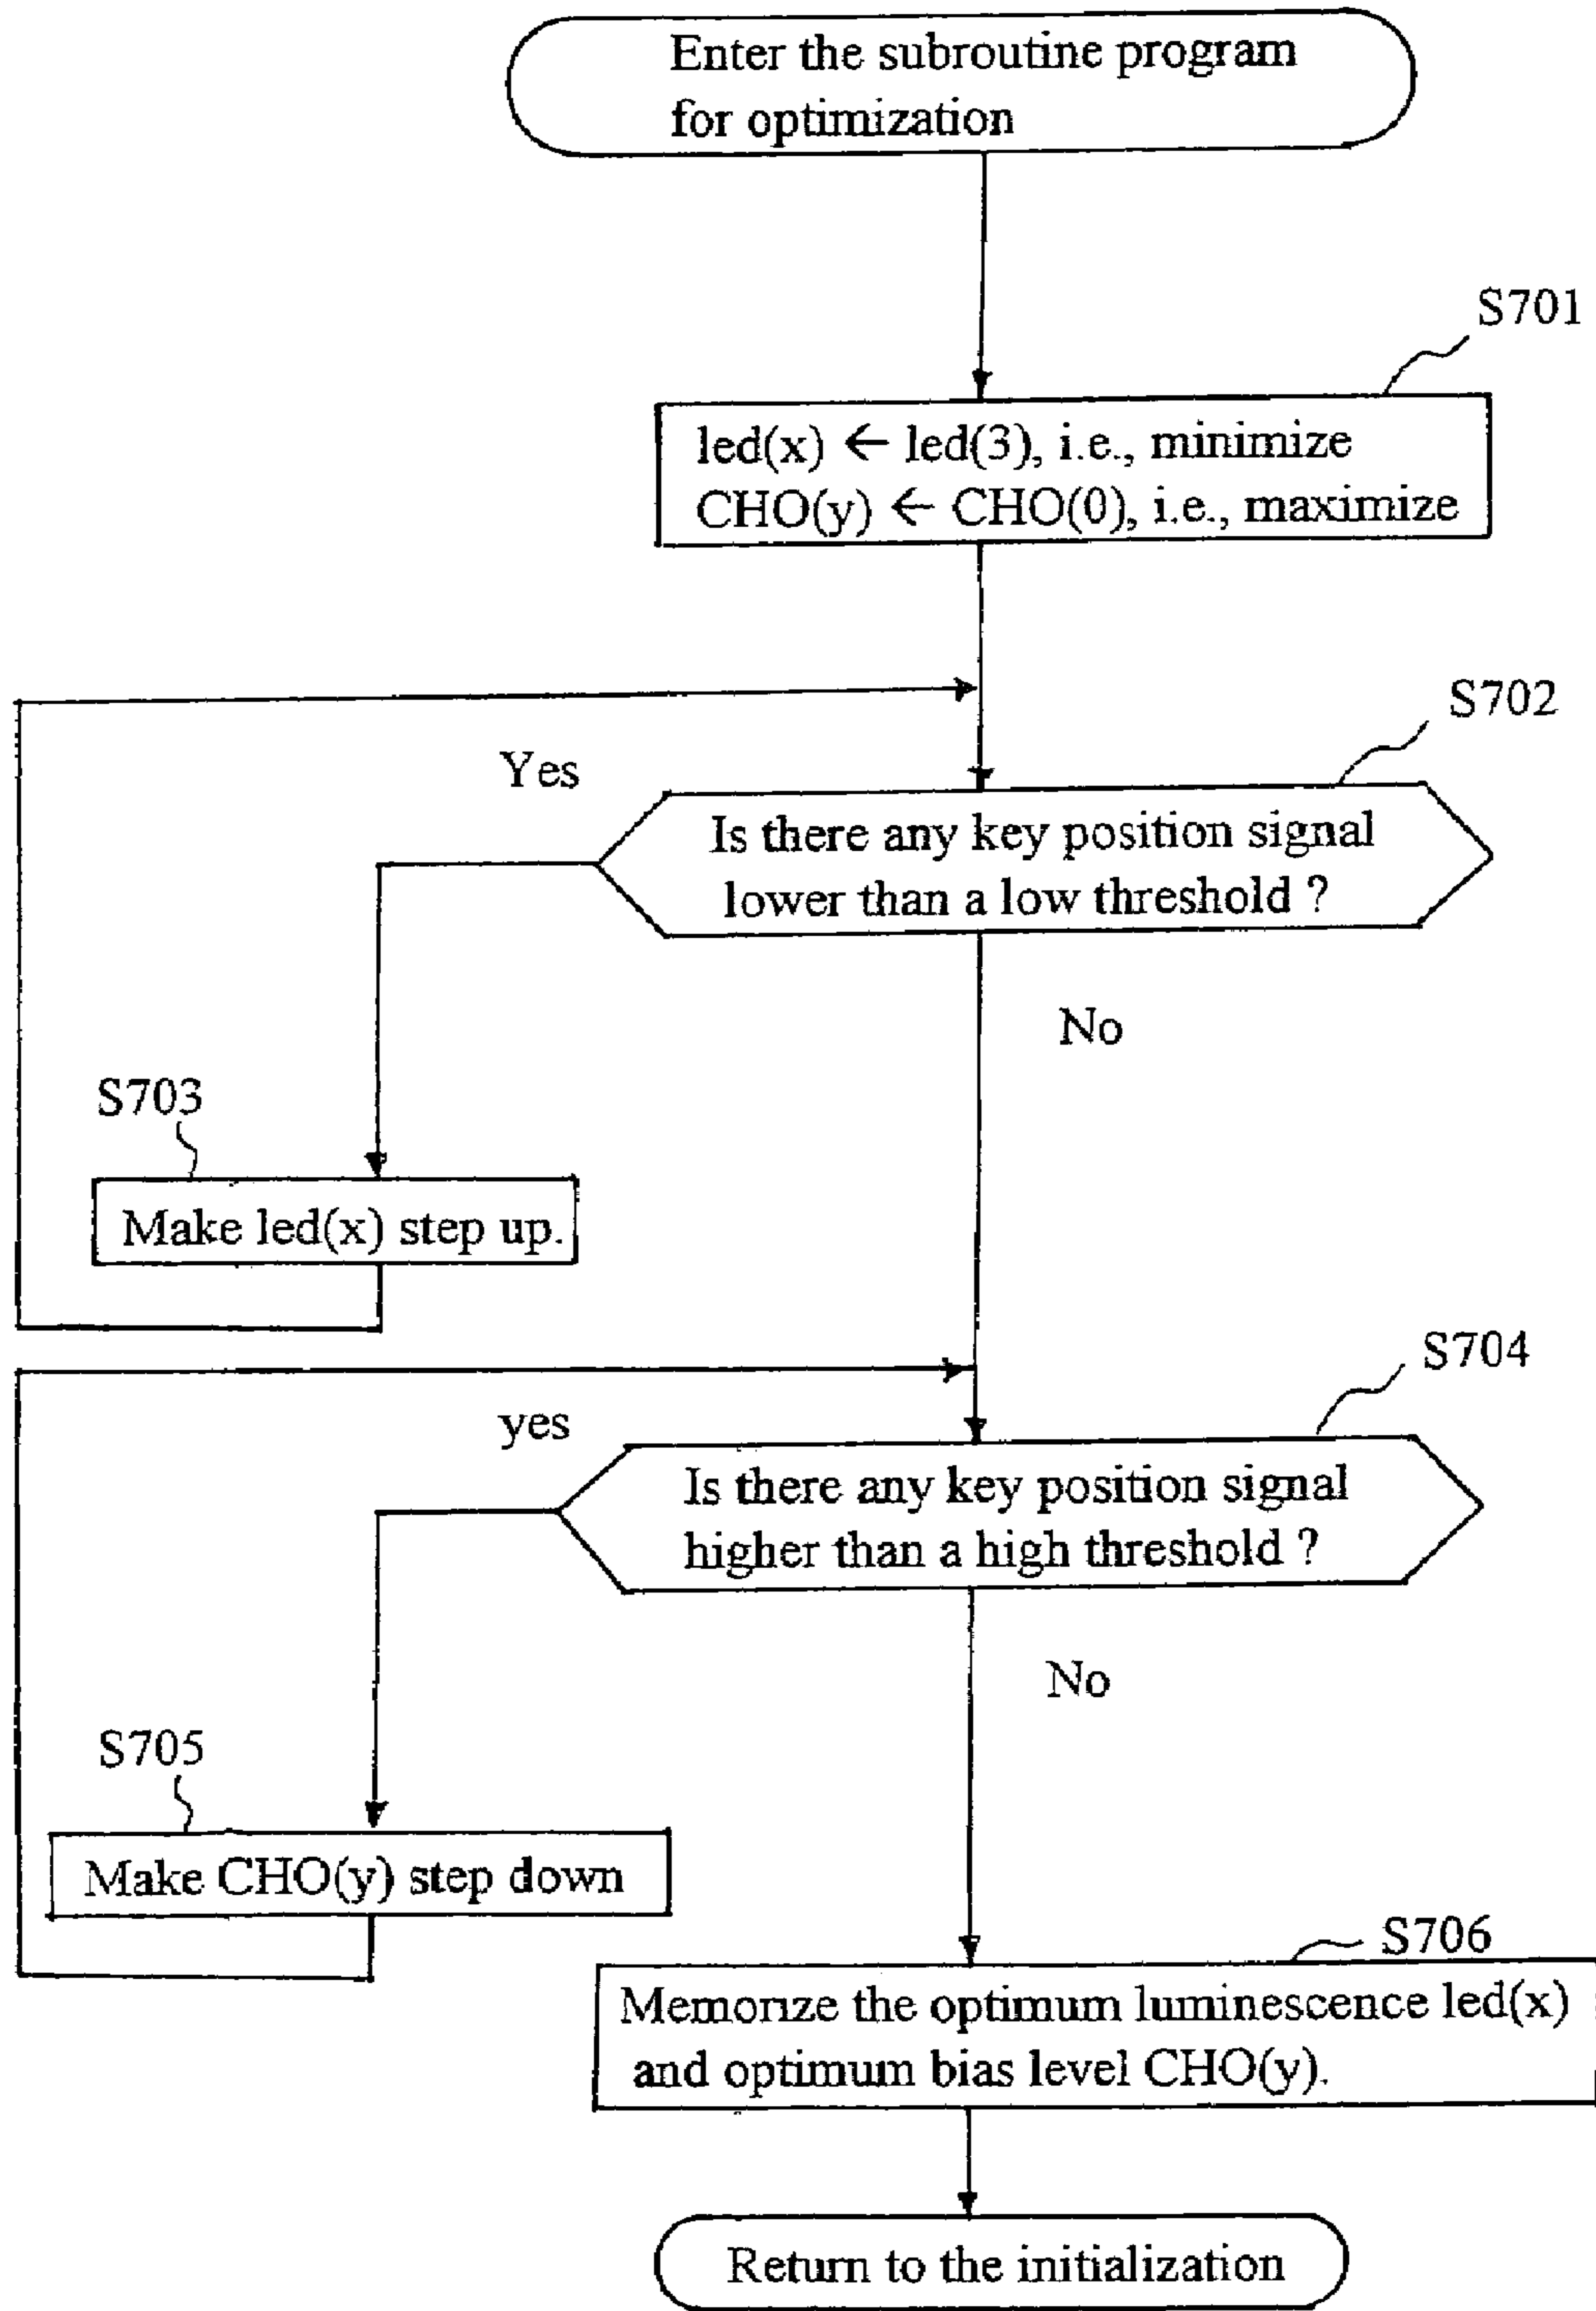 Enter the subroutine program
for optimization
S701
led(x) ← led(3), i.e., minimize
CHO(y) ← CHO(0), i.e., maximize
S702
Yes
Is there any key position signal
lower than a low threshold ?
No
S703
Make led(x) step up.
S704
yes
Is there any key position signal
higher than a high threshold ?
No
S705
Make CHO(y) step down
S706
Memorize the optimum luminescence led(x)
and optimum bias level CHO(y).
Return to the initialization